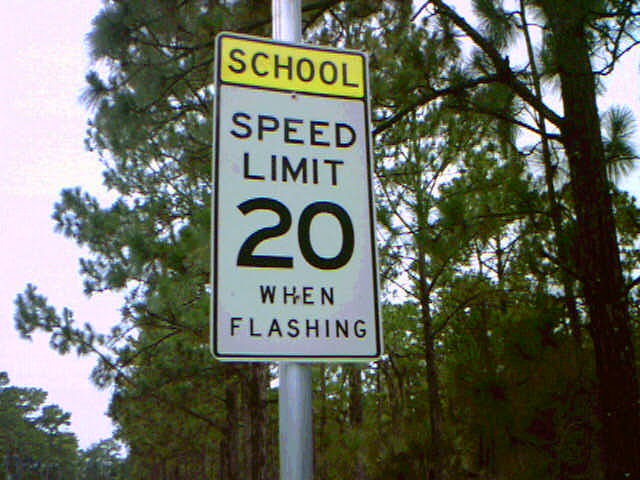 SCHOOL
SPEED
LIMIT
20
WHEN
FLASHING